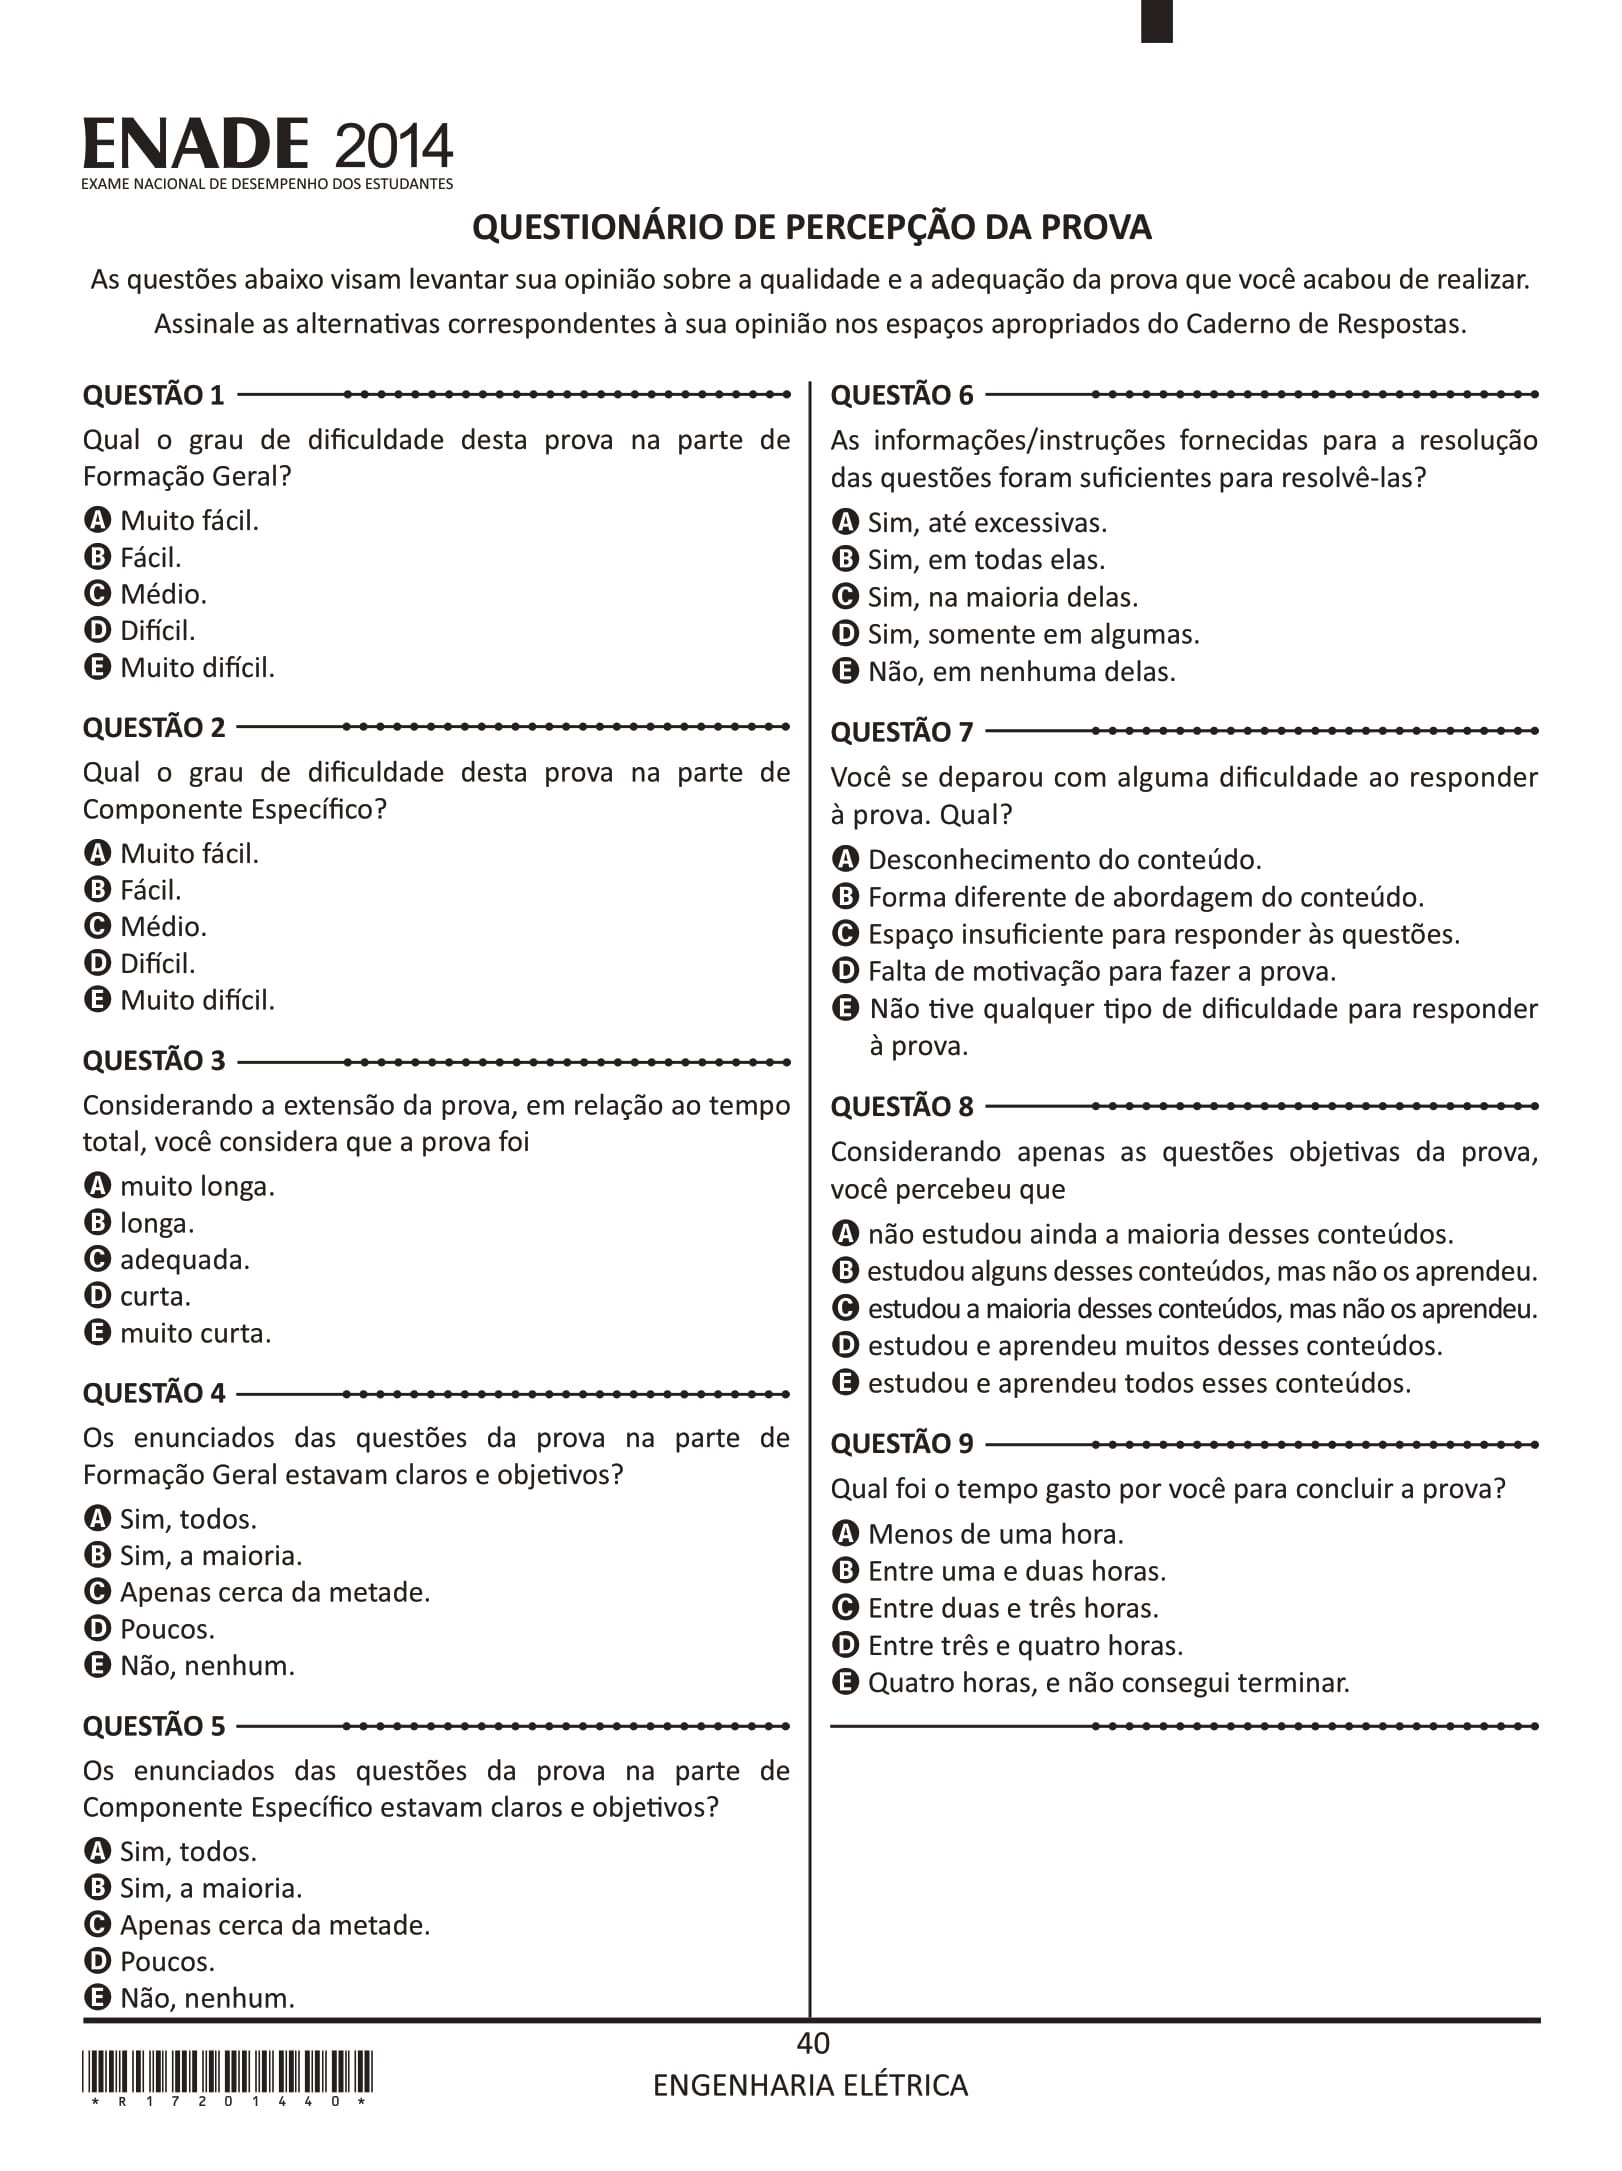 ENADE 2014
EXAME NACIONAL DE DESEMPENHO DOS ESTUDANTES
QUESTIONÁRIO DE PERCEPÇÃO DA PROVA
As questões abaixo visam levantar sua opinião sobre a qualidade e a adequação da prova que você acabou de realizar.
Assinale as alternativas correspondentes à sua opinião nos espaços apropriados do Caderno de Respostas.
QUESTÃO 1
Qual o grau de dificuldade desta prova na parte de
Formação Geral?
A Muito fácil.
B Fácil.
C Médio.
D Difícil.
E Muito difícil.
QUESTÃO 2
Qual o grau de dificuldade desta prova na parte de
Componente Específico?
A Muito fácil.
B Fácil.
C Médio.
D Difícil.
E Muito difícil.
QUESTÃO 3
Considerando a extensão da prova, em relação ao tempo
total, você considera que a prova foi
A muito longa.
B longa.
C adequada.
D curta.
E muito curta.
QUESTÃO 4
Os enunciados das questões da prova na parte de
Formação Geral estavam claros e objetivos?
A Sim, todos.
B Sim, a maioria.
C Apenas cerca da metade.
D Poucos.
E Não, nenhum.
QUESTÃO 5
Os enunciados das questões da prova na parte de
Componente Específico estavam claros e objetivos?
A Sim, todos.
B Sim, a maioria.
C Apenas cerca da metade.
D Poucos.
E Não, nenhum.
QUESTÃO 6
As informações/instruções fornecidas para a resolução
das questões foram suficientes para resolvê-las?
A Sim, até excessivas.
B Sim, em todas elas.
C Sim, na maioria delas.
D Sim, somente em algumas.
E Não, em nenhuma delas.
QUESTÃO 7
Você se deparou com alguma dificuldade ao responder
à prova. Qual?
A Desconhecimento do conteúdo.
B Forma diferente de abordagem do conteúdo.
C Espaço insuficiente para responder às questões.
D Falta de motivação para fazer a prova.
E Não tive qualquer tipo de dificuldade para responder
à prova.
QUESTÃO 8
Considerando apenas as questões objetivas da prova,
você percebeu que
A não estudou ainda a maioria desses conteúdos.
B estudou alguns desses conteúdos, mas não os aprendeu.
C estudou a maioria desses conteúdos, mas não os aprendeu.
D estudou e aprendeu muitos desses conteúdos.
E estudou e aprendeu todos esses conteúdos.
QUESTÃO 9
Qual foi o tempo gasto por você para concluir a prova?
A Menos de uma hora.
B Entre uma e duas horas.
C Entre duas e três horas.
D Entre três e quatro horas.
E Quatro horas, e não consegui terminar.
40
ENGENHARIA ELÉTRICA
*R17201440*